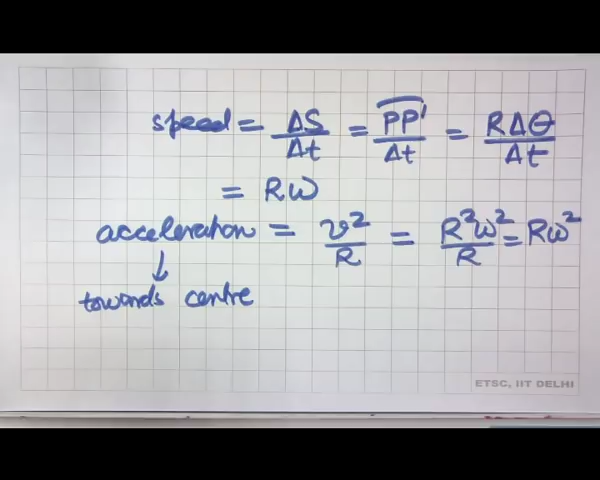 speed = ΔS/Δt = PP'/Δt = RΔθ/Δt
= Rω
acceleration = v²/R = R²ω²/R = Rω²
↓
towards centre
ETSC, IIT DELHI